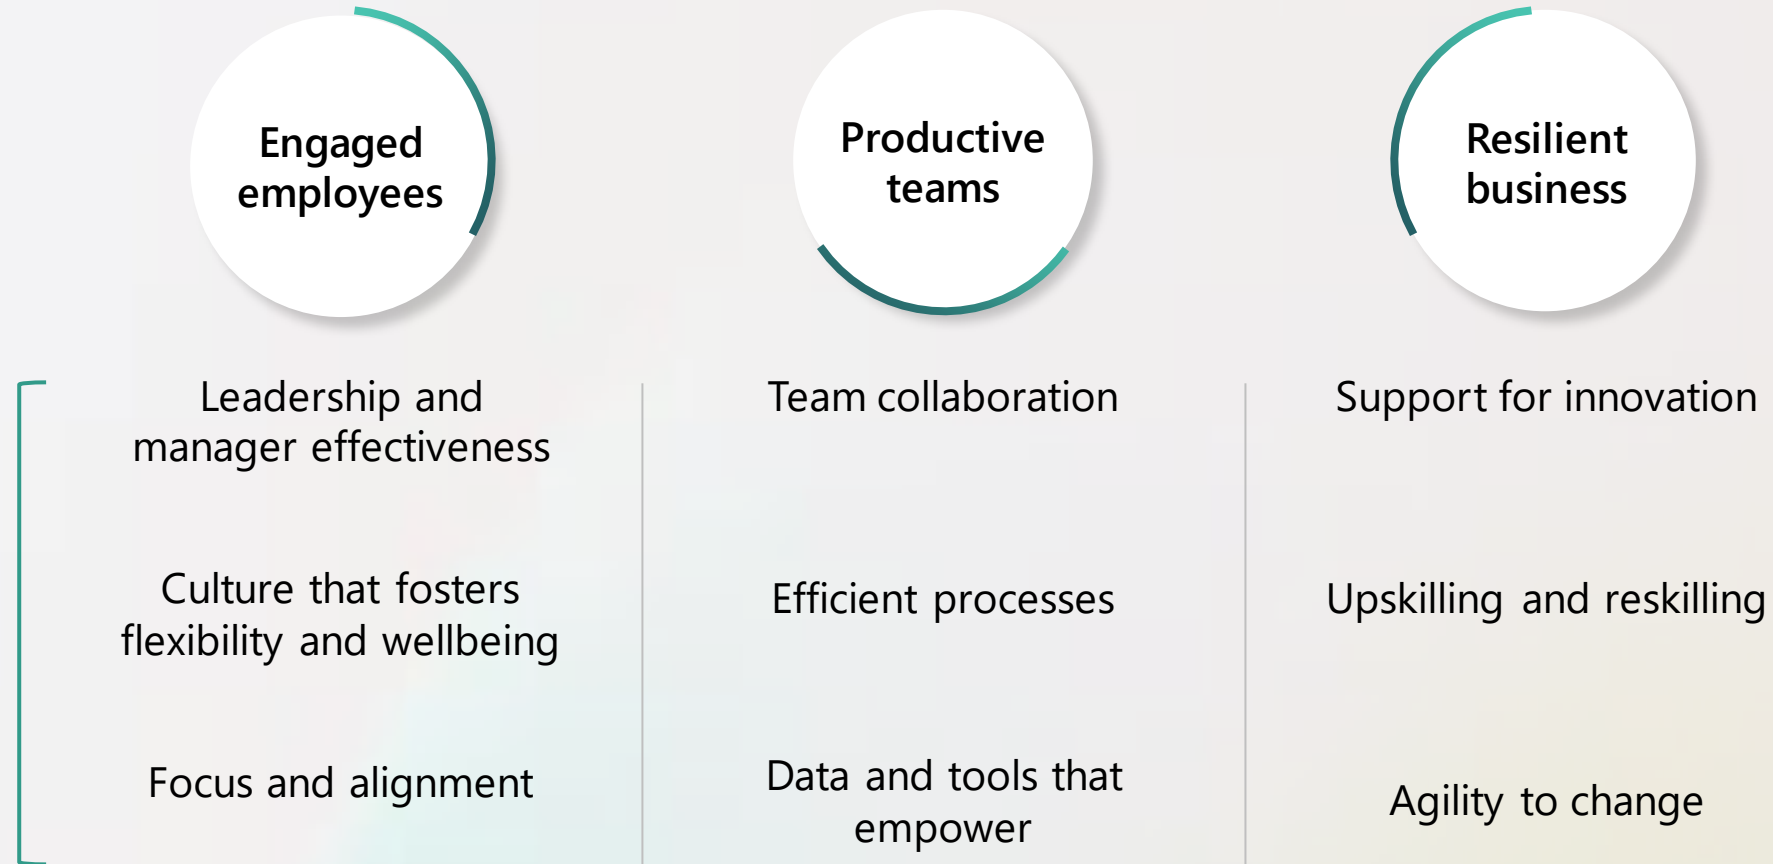 Engaged
employees
Productive
teams
Resilient
business
Leadership and
manager effectiveness
Team collaboration
Support for innovation
Culture that fosters
flexibility and wellbeing
Efficient processes
Upskilling and reskilling
Focus and alignment
Data and tools that
empower
Agility to change